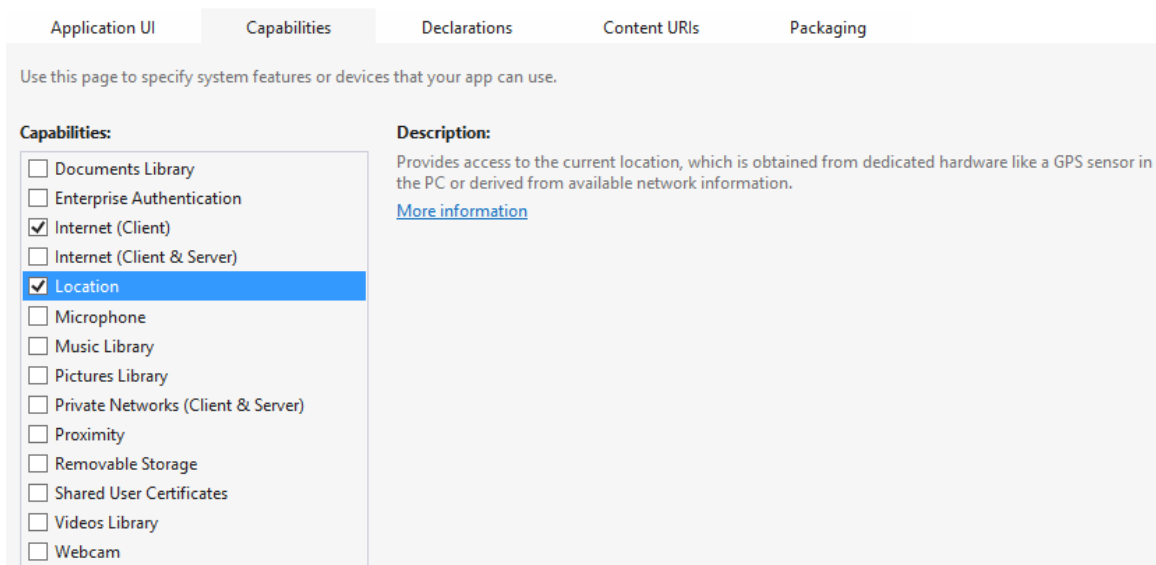 Application UI Capabilities Declarations Content URIs Packaging
Use this page to specify system features or devices that your app can use.
Capabilities:
Documents Library
Enterprise Authentication
Internet (Client)
Internet (Client & Server)
Location
Microphone
Music Library
Pictures Library
Private Networks (Client & Server)
Proximity
Removable Storage
Shared User Certificates
Videos Library
Webcam
Description:
Provides access to the current location, which is obtained from dedicated hardware like a GPS sensor in
the PC or derived from available network information.
More information